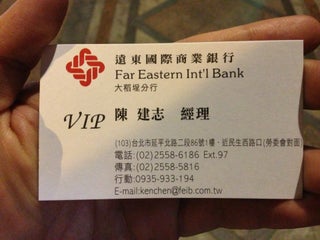 遠東國際商業銀行
Far Eastern Int'l Bank
大稻埕分行
VIP 陳 建志 經理
(103)台北市延平北路二段86號1樓、近民生西路口(勞委會對面)
電話:(02)2558-6186 Ext.97
傳真:(02)2558-5816
行動:0935-933-194
E-mail:kenchen@feib.com.tw